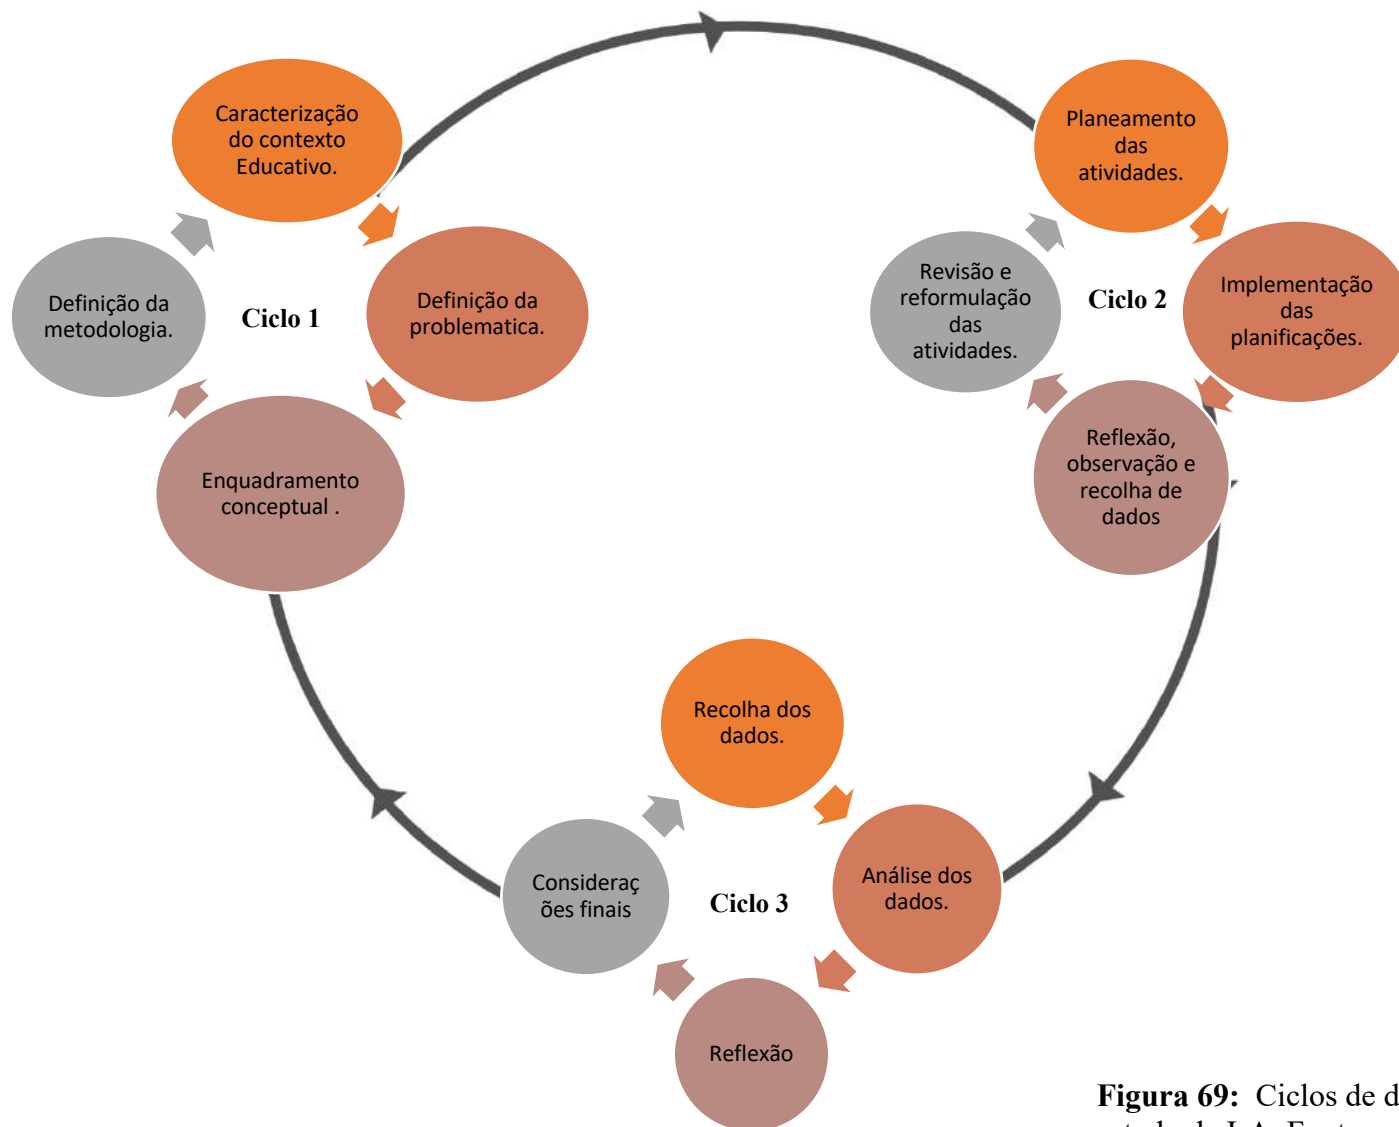 Caracterização
do contexto
Educativo.
Definição da
problematica.
Enquadramento
conceptual .
Definição da
metodologia.
Ciclo 1
Planeamento
das
atividades.
Implementação
das
planificações.
Reflexão,
observação e
recolha de
dados
Revisão e
reformulação
das
atividades.
Ciclo 2
Recolha dos
dados.
Análise dos
dados.
Reflexão
Consideraç
ões finais
Ciclo 3
Figura 69: Ciclos de d